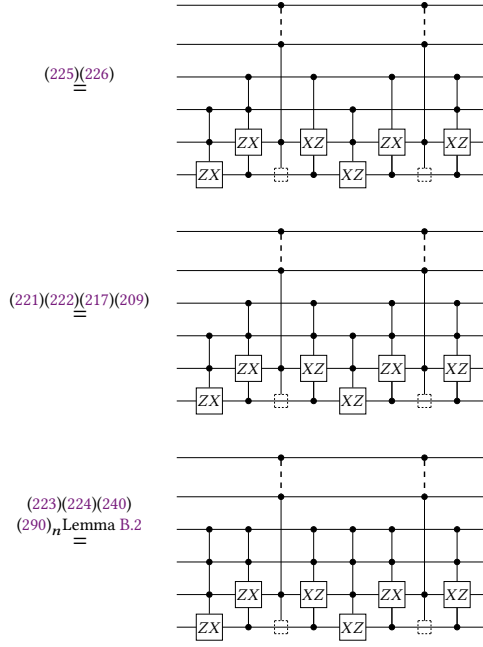 (225)(226)
=
ZX XZ ZX XZ
ZX XZ
(221)(222)(217)(209)
=
ZX XZ ZX XZ
ZX XZ
(223)(224)(240)
(290)nLemma B.2
=
ZX XZ ZX XZ
ZX XZ